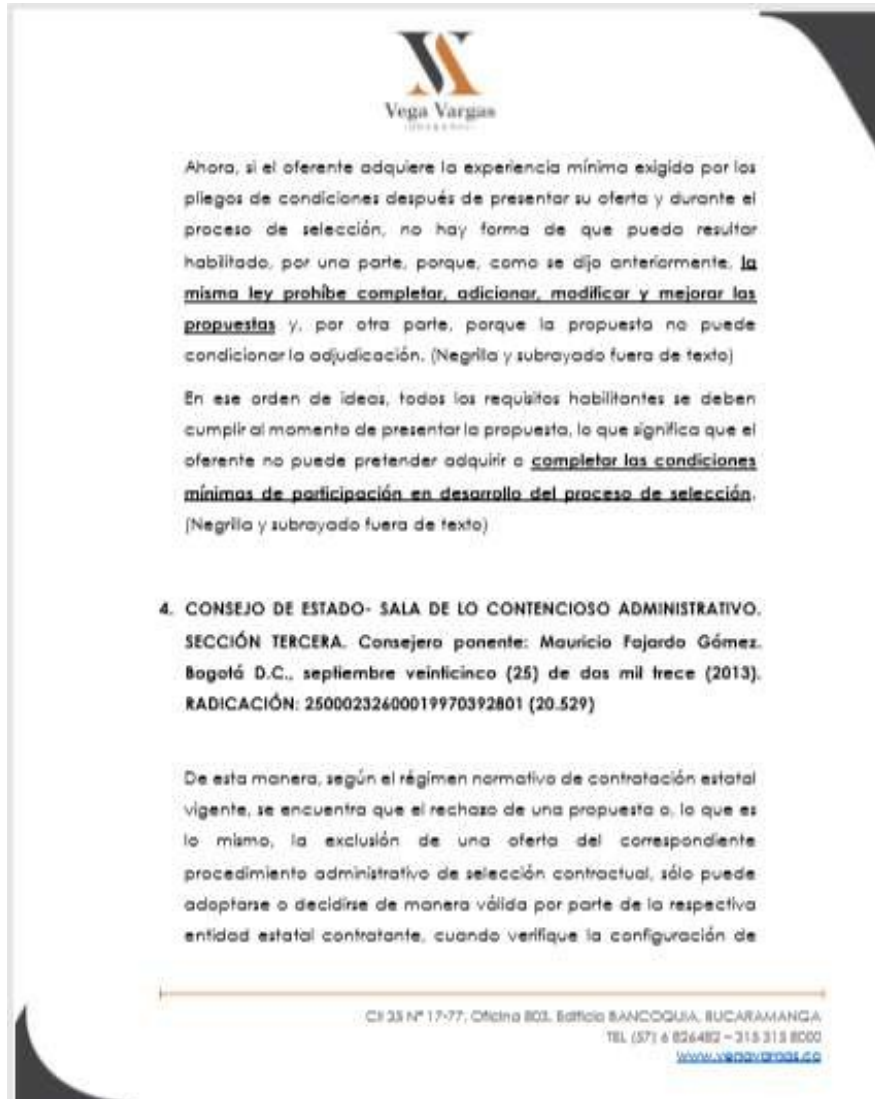 Vega Vargas
Ahora, si el oferente adquiere la experiencia mínima exigida por los
pliegos de condiciones después de presentar su oferta y durante el
proceso de selección, no hay forma de que pueda resultar
habilitado, por una parte, porque, como se dijo anteriormente, la
misma ley prohíbe completar, adicionar, modificar y mejorar las
propuestas y, por otra parte, porque la propuesta no puede
condicionar la adjudicación. (Negrilla y subrayado fuera de texto)
En ese orden de ideas, todos los requisitos habilitantes se deben
cumplir al momento de presentar la propuesta, lo que significa que el
oferente no puede pretender adquirir o completar las condiciones
mínimas de participación en desarrollo del proceso de selección.
(Negrilla y subrayado fuera de texto)
4. CONSEJO DE ESTADO- SALA DE LO CONTENCIOSO ADMINISTRATIVO.
SECCIÓN TERCERA. Consejero ponente: Mauricio Fajardo Gómez.
Bogotá D.C., septiembre veinticinco (25) de dos mil trece (2013).
RADICACIÓN: 25000232600019970392801 (20.529)
De esta manera, según el régimen normativo de contratación estatal
vigente, se encuentra que el rechazo de una propuesta o, lo que es
lo mismo, la exclusión de una oferta del correspondiente
procedimiento administrativo de selección contractual, sólo puede
adoptarse o decidirse de manera válida por parte de la respectiva
entidad estatal contratante, cuando verifique la configuración de
Cll 35 N° 17-77, Oficina 803, Edificio BANCOQUIA, BUCARAMANGA
TEL (57) 6 826482 – 315 315 8000
www.vegavargas.co